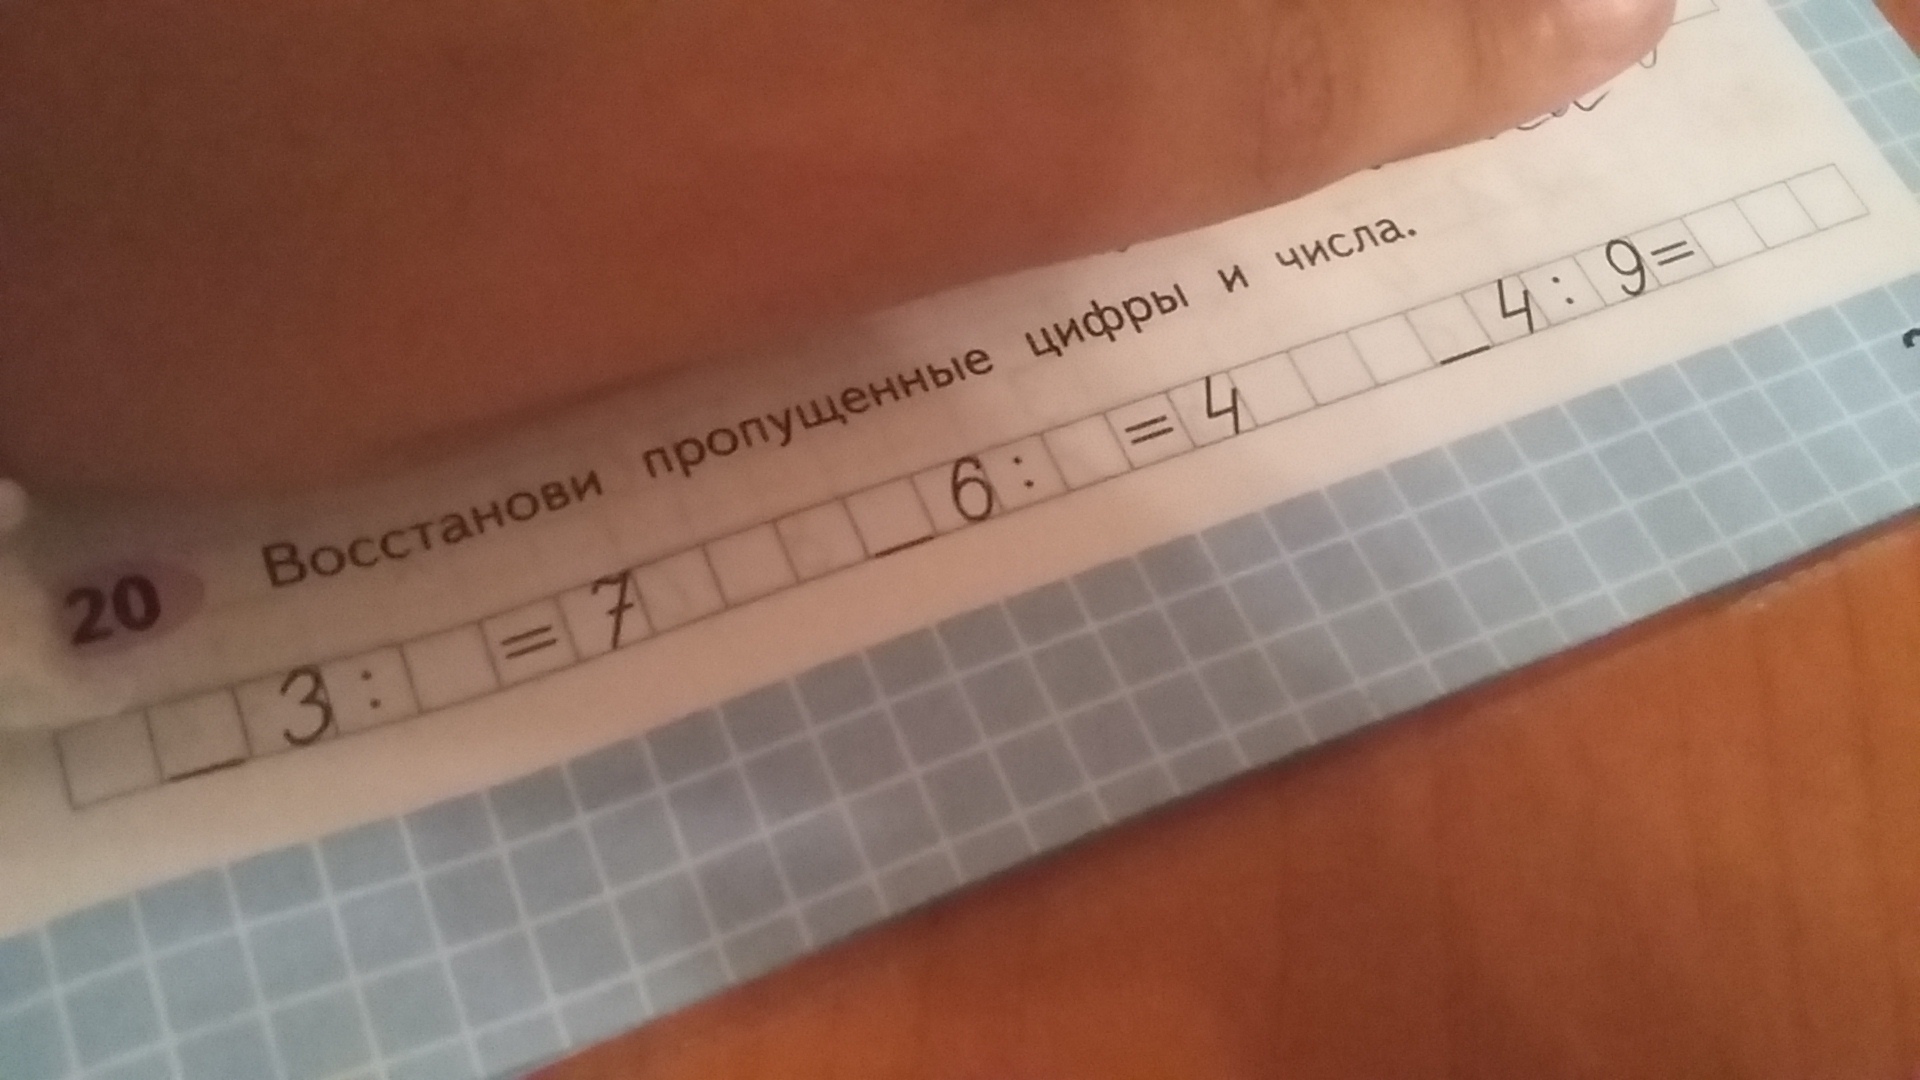 20 Восстанови пропущенные цифры и числа.
_3: =7 _6: =4 _4:9=